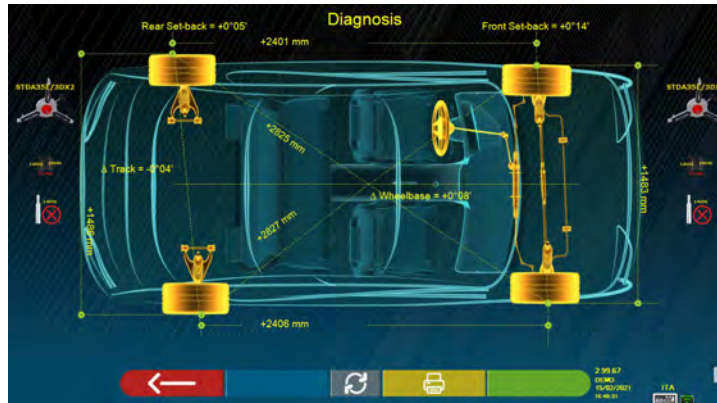 Diagnosis
Rear Set-back = +0°05'
Front Set-back = +0°14'
+2401 mm
+2825 mm
Δ Track = -0°04'
Δ Wheelbase = +0°08'
+1483 mm
+2827 mm
+2406 mm
2.99.67
DEMO
15/02/2021
ITA